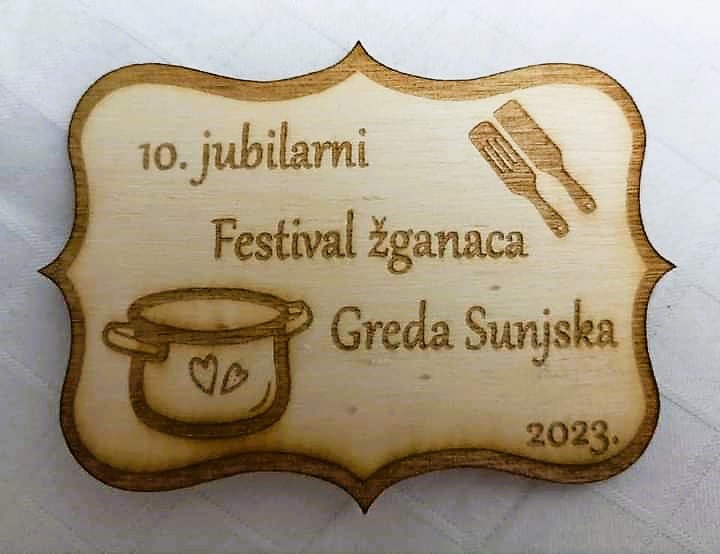 10. jubilarni
Festival žganaca
Greda Sunjska
2023.